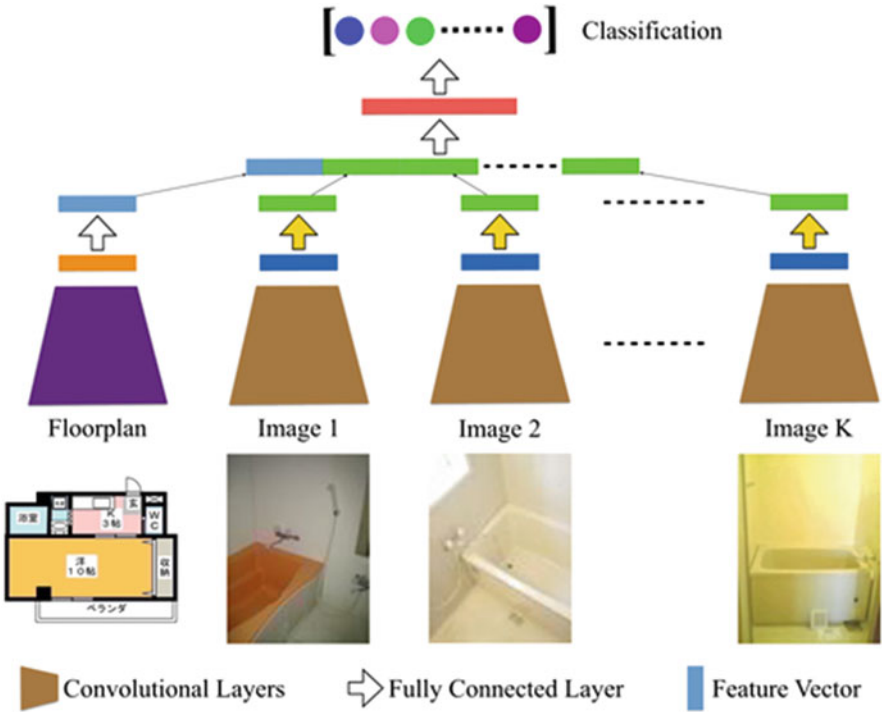 Classification
Floorplan
Image 1
Image 2
Image K
浴室
K
3帖
玄
WC
洋
10帖
収納
ベランダ
Convolutional Layers
Fully Connected Layer
Feature Vector